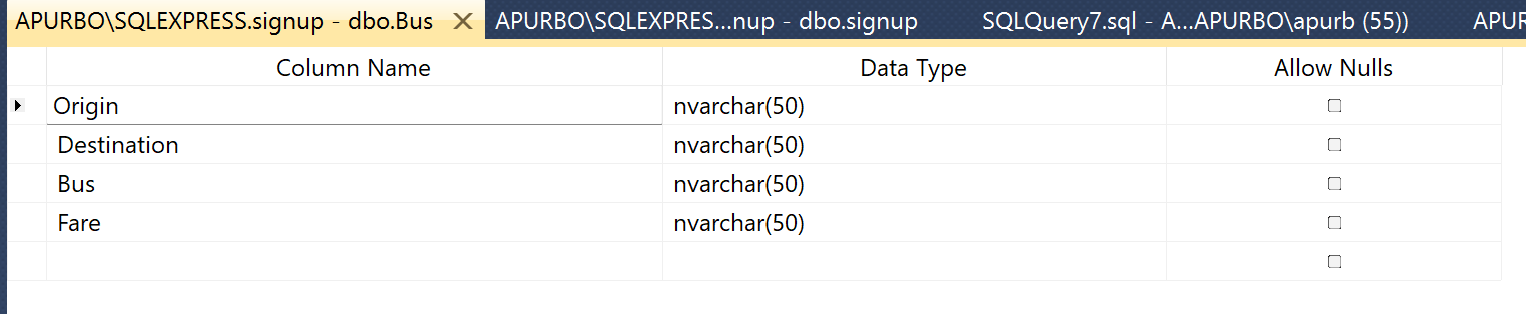 APURBO\SQLEXPRESS.signup - dbo.Bus APURBO\SQLEXPRES...nup - dbo.signup SQLQuery7.sql - A...APURBO\apurb (55)) APUR
Column Name Data Type Allow Nulls
Origin nvarchar(50)
Destination nvarchar(50)
Bus nvarchar(50)
Fare nvarchar(50)